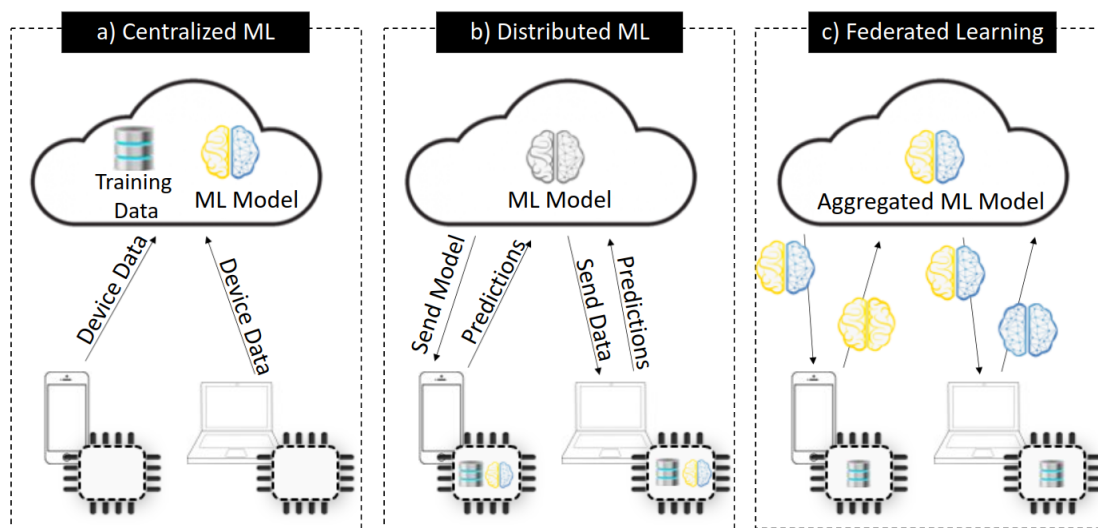 a) Centralized ML
Training
Data
ML Model
Device Data
Device Data
b) Distributed ML
ML Model
Send Model
Predictions
Send Data
Predictions
c) Federated Learning
Aggregated ML Model